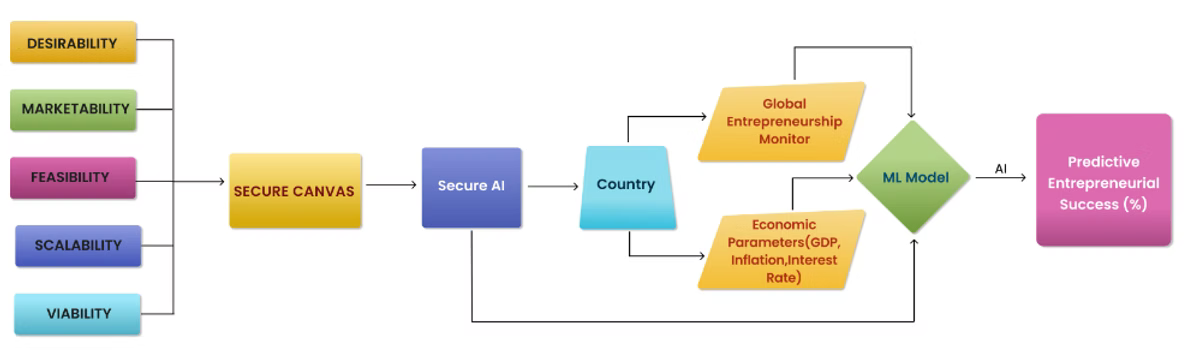 DESIRABILITY
MARKETABILITY
FEASIBILITY
SCALABILITY
VIABILITY
SECURE CANVAS
Secure AI
Country
Global
Entrepreneurship
Monitor
Economic
Parameters(GDP,
Inflation,Interest
Rate)
ML Model
AI
Predictive
Entrepreneurial
Success (%)